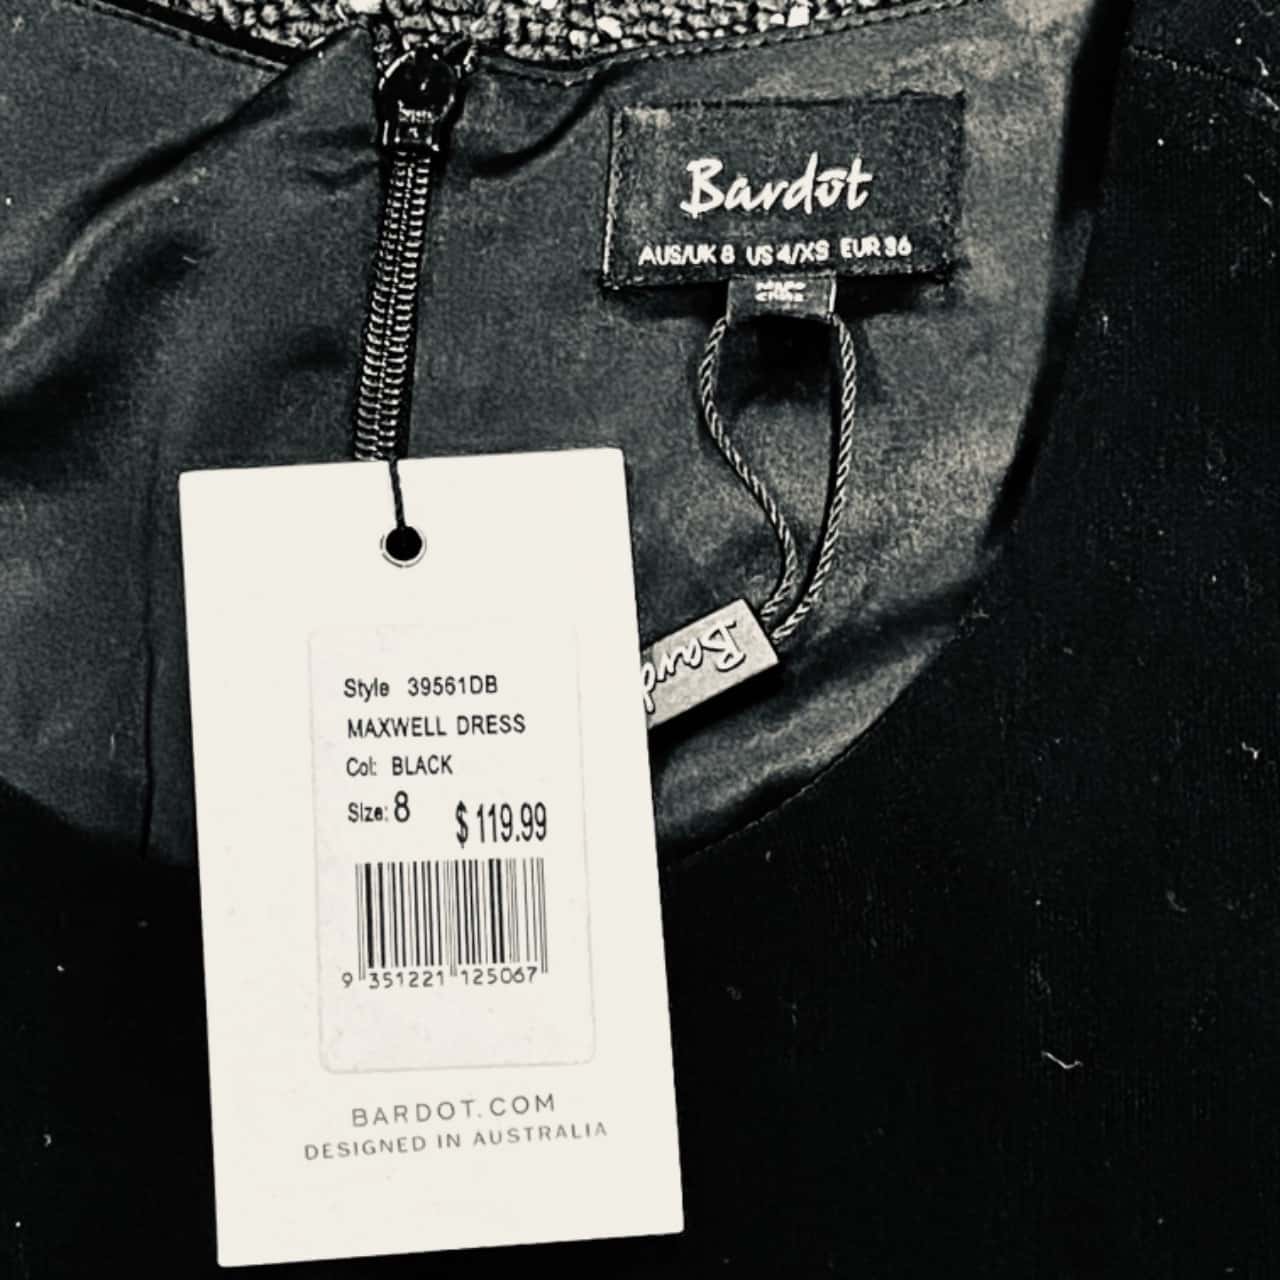 Bardot
AUS/UK 8 US 4/XS EUR 36
Bard
Style 39561DB
MAXWELL DRESS
Col: BLACK
Size: 8 $ 119.99
9 351221 125067
BARDOT.COM
DESIGNED IN AUSTRALIA